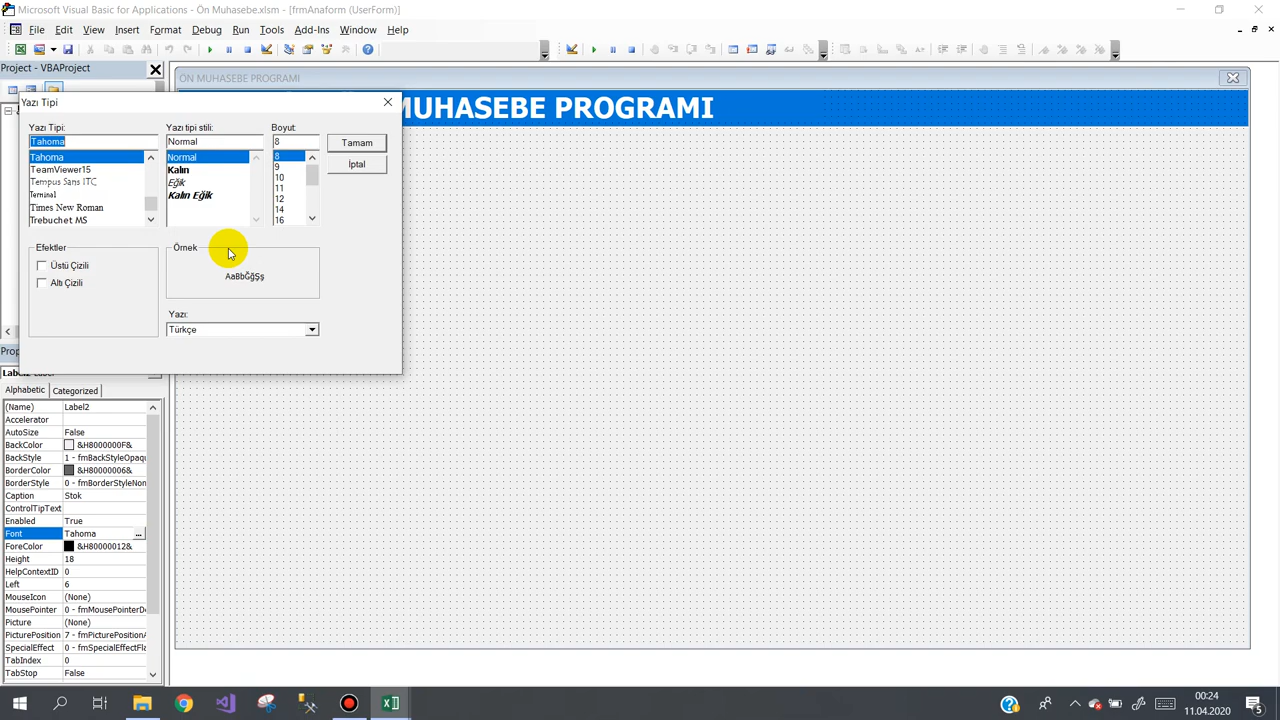 Microsoft Visual Basic for Applications - Ön Muhasebe.xlsm - [frmAnaform (UserForm)]
File Edit View Insert Format Debug Run Tools Add-Ins Window Help
Project - VBAProject
ÖN MUHASEBE PROGRAMI
MUHASEBE PROGRAMI
Yazı Tipi
Yazı Tipi: Yazı tipi stili: Boyut:
Tahoma Normal 8 Tamam
Tahoma Normal 8
TeamViewer15 Kalın 9 İptal
Tempus Sans ITC Eğik 10
Terminal Kalın Eğik 11
Times New Roman 12
Trebuchet MS 14
16
Efektler Örnek
Üstü Çizili
AaBbĞğŞş
Altı Çizili
Yazı:
Türkçe
Prop
Label2 Label
Alphabetic Categorized
(Name) Label2
Accelerator
AutoSize False
BackColor &H8000000F&
BackStyle 1 - fmBackStyleOpaqu
BorderColor &H80000006&
BorderStyle 0 - fmBorderStyleNon
Caption Stok
ControlTipText
Enabled True
Font Tahoma ...
ForeColor &H80000012&
Height 18
HelpContextID 0
Left 6
MouseIcon (None)
MousePointer 0 - fmMousePointerDe
Picture (None)
PicturePosition 7 - fmPicturePositionA
SpecialEffect 0 - fmSpecialEffectFla
TabIndex 0
TabStop False
00:24
11.04.2020
5